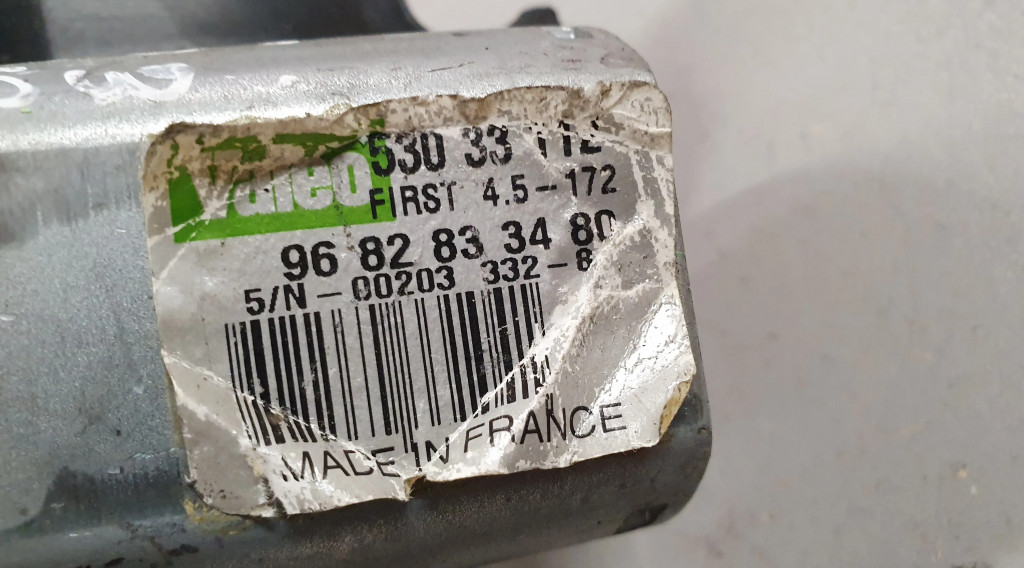 Valeo
530 33 112
FIRST 4.5-172
96 82 83 34 80
S/N-00203 332-8
MADE IN FRANCE